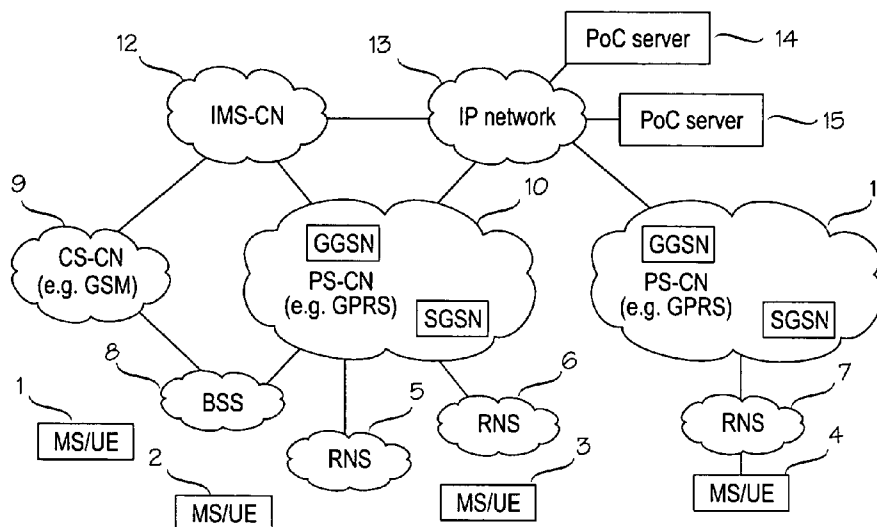 PoC server
14
12
13
IMS-CN
IP network
PoC server
15
9
10
1
CS-CN
(e.g. GSM)
GGSN
PS-CN
(e.g. GPRS)
SGSN
GGSN
PS-CN
(e.g. GPRS)
SGSN
8
6
7
1
BSS
5
RNS
RNS
MS/UE
2
RNS
3
4
MS/UE
MS/UE
MS/UE